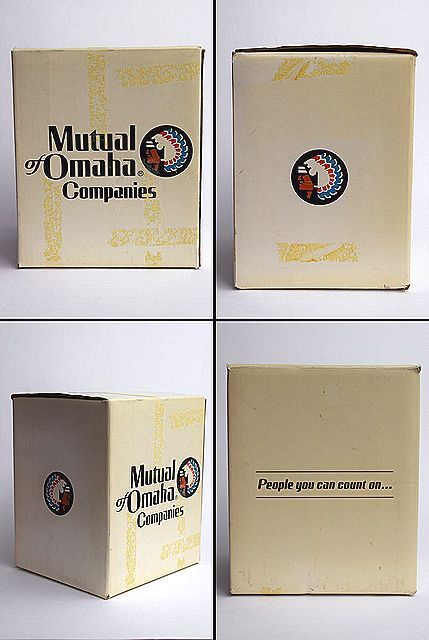 Mutual
of Omaha®
Companies
Mutual
of Omaha®
Companies
People you can count on...